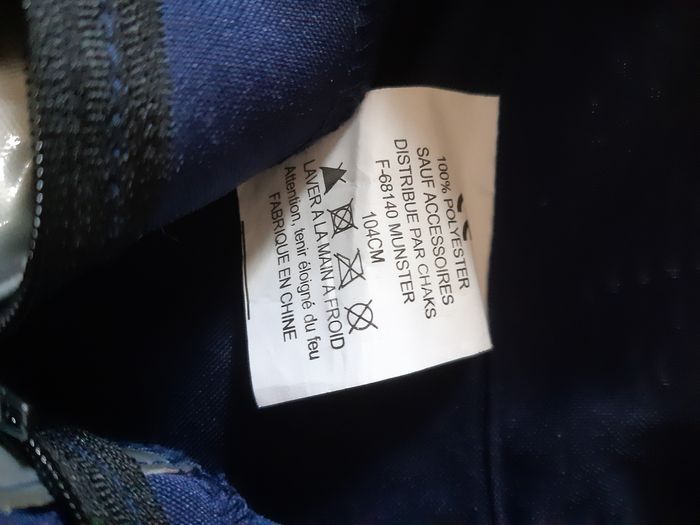 100% POLYESTER
SAUF ACCESSOIRES
DISTRIBUE PAR CHAKS
F-68140 MUNSTER
104CM
LAVER A LA MAIN A FROID
Attention, tenir éloigné du feu
FABRIQUE EN CHINE